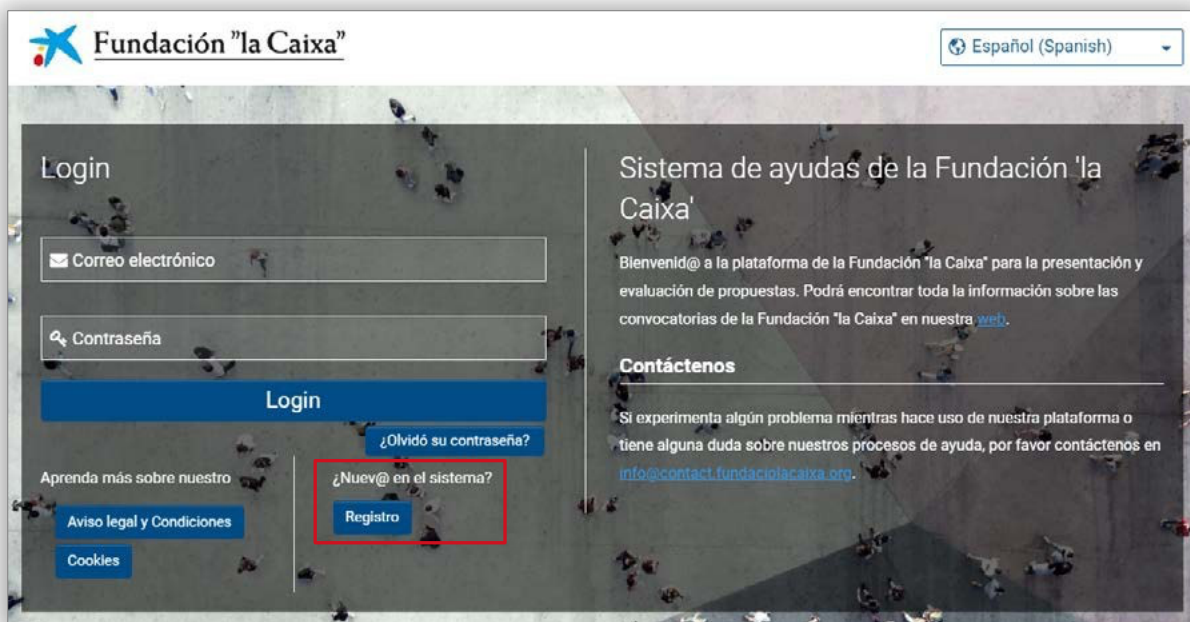 Fundación "la Caixa"
Español (Spanish)
Login
Correo electrónico
Contraseña
Login
¿Olvidó su contraseña?
Aprenda más sobre nuestro
Aviso legal y Condiciones
Cookies
¿Nuev@ en el sistema?
Registro
Sistema de ayudas de la Fundación 'la
Caixa'
Bienvenid@ a la plataforma de la Fundación "la Caixa" para la presentación y
evaluación de propuestas. Podrá encontrar toda la información sobre las
convocatorias de la Fundación "la Caixa" en nuestra web.
Contáctenos
Si experimenta algún problema mientras hace uso de nuestra plataforma o
tiene alguna duda sobre nuestros procesos de ayuda, por favor contáctenos en
info@contact.fundaciolacaixa.org.